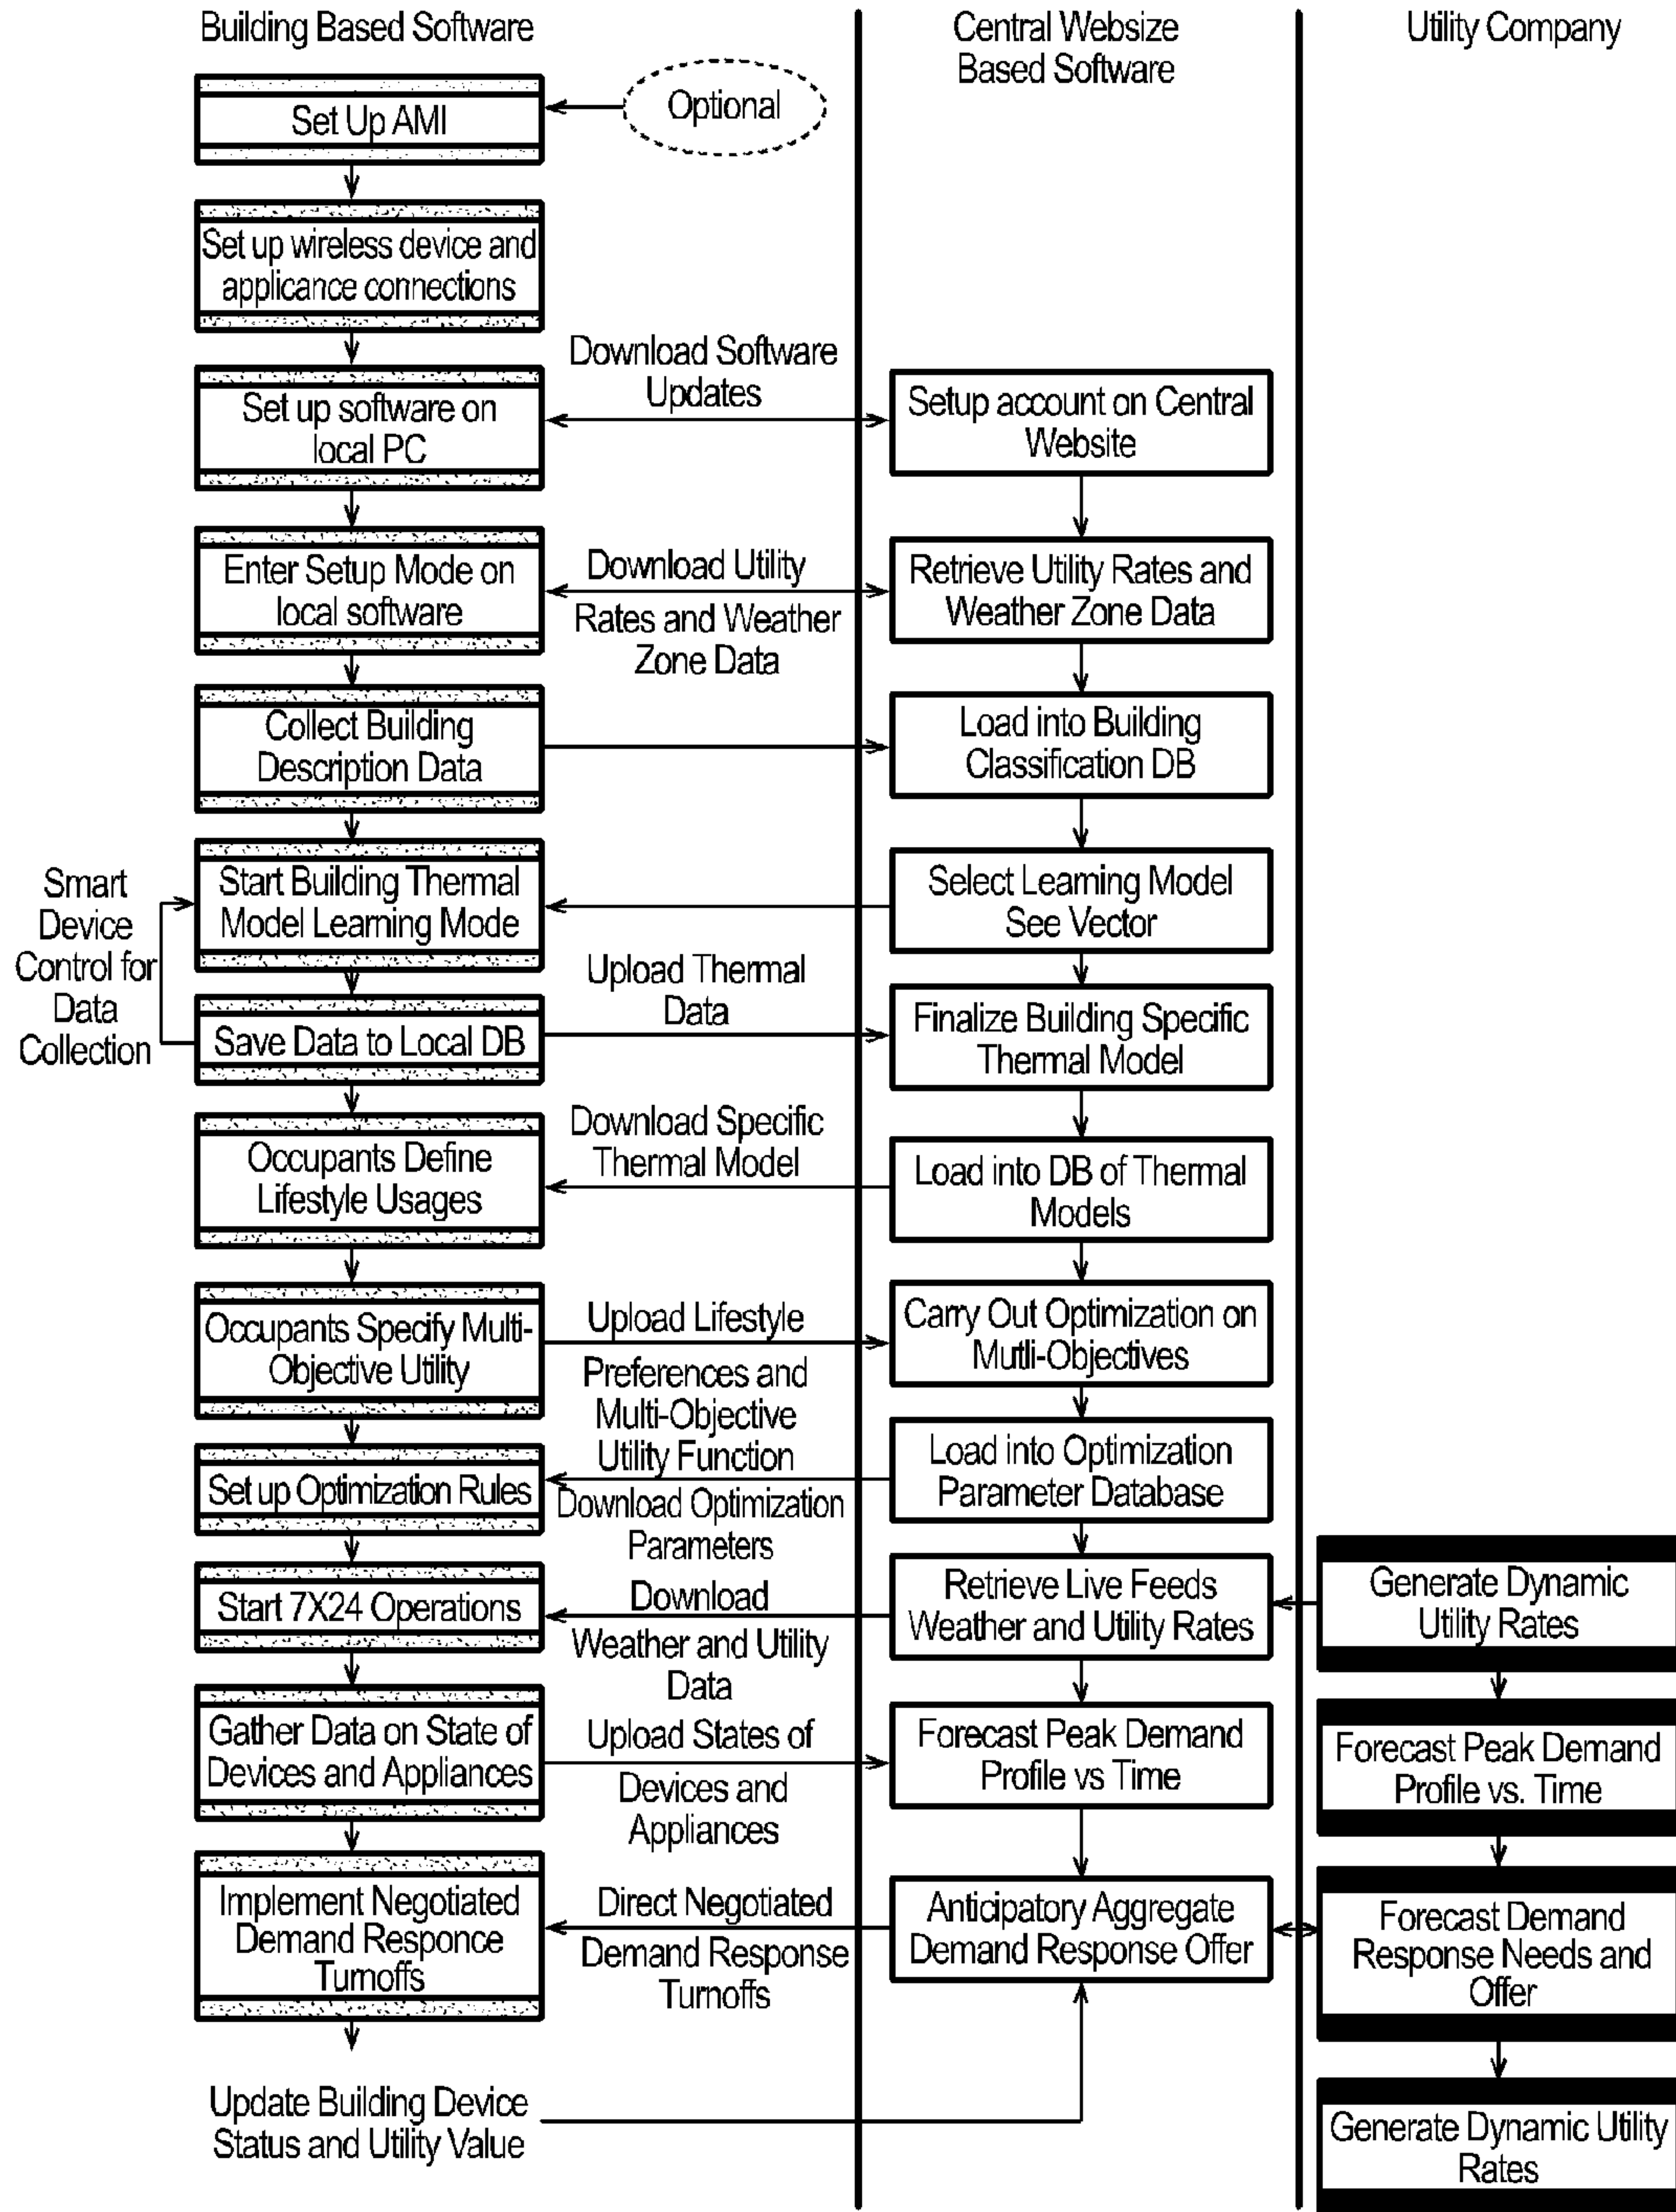 Building Based Software
Central Websize
Based Software
Utility Company
Set Up AMI
Optional
Set up wireless device and
applicance connections
Download Software
Updates
Set up software on
local PC
Setup account on Central
Website
Enter Setup Mode on
local software
Download Utility
Rates and Weather
Zone Data
Retrieve Utility Rates and
Weather Zone Data
Collect Building
Description Data
Load into Building
Classification DB
Smart
Device
Control for
Data
Collection
Start Building Thermal
Model Learning Mode
Select Learning Model
See Vector
Save Data to Local DB
Upload Thermal
Data
Finalize Building Specific
Thermal Model
Occupants Define
Lifestyle Usages
Download Specific
Thermal Model
Load into DB of Thermal
Models
Occupants Specify Multi-
Objective Utility
Upload Lifestyle
Preferences and
Multi-Objective
Utility Function
Carry Out Optimization on
Mutli-Objectives
Set up Optimization Rules
Download Optimization
Parameters
Load into Optimization
Parameter Database
Start 7X24 Operations
Download
Weather and Utility
Data
Retrieve Live Feeds
Weather and Utility Rates
Generate Dynamic
Utility Rates
Gather Data on State of
Devices and Appliances
Upload States of
Devices and
Appliances
Forecast Peak Demand
Profile vs Time
Forecast Peak Demand
Profile vs. Time
Implement Negotiated
Demand Responce
Turnoffs
Direct Negotiated
Demand Response
Turnoffs
Anticipatory Aggregate
Demand Response Offer
Forecast Demand
Response Needs and
Offer
Update Building Device
Status and Utility Value
Generate Dynamic Utility
Rates